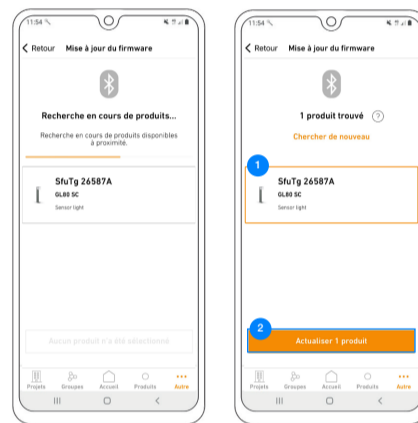 11:54
Retour Mise à jour du firmware
Recherche en cours de produits...
Recherche en cours de produits disponibles
à proximité.
SfuTg 26587A
GL80 SC
Sensor light
Aucun produit n'a été sélectionné
Projets Groupes Accueil Produits Autre
11:54
Retour Mise à jour du firmware
1 produit trouvé ?
Chercher de nouveau
1
SfuTg 26587A
GL80 SC
Sensor light
2
Actualiser 1 produit
Projets Groupes Accueil Produits Autre